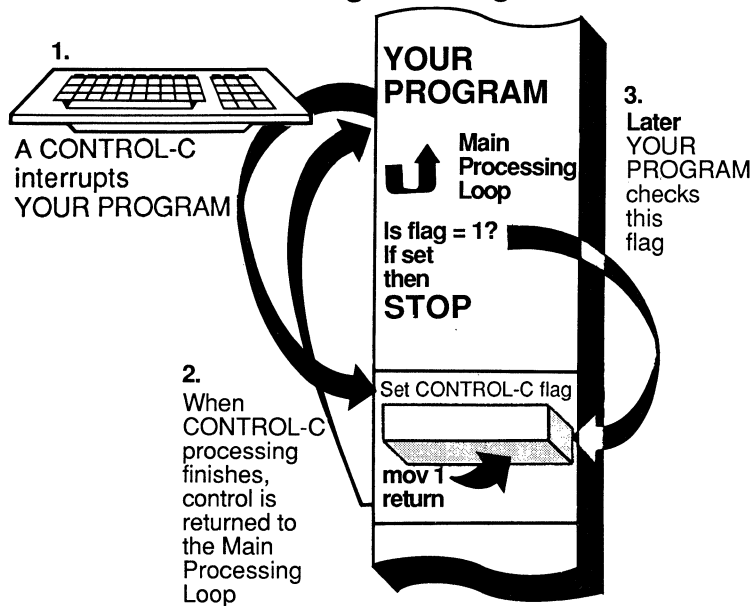 1.
A CONTROL-C
interrupts
YOUR PROGRAM
YOUR
PROGRAM
Main
Processing
Loop
Is flag = 1?
If set
then
STOP
3.
Later
YOUR
PROGRAM
checks
this
flag
2.
When
CONTROL-C
processing
finishes,
control is
returned to
the Main
Processing
Loop
Set CONTROL-C flag
mov 1
return